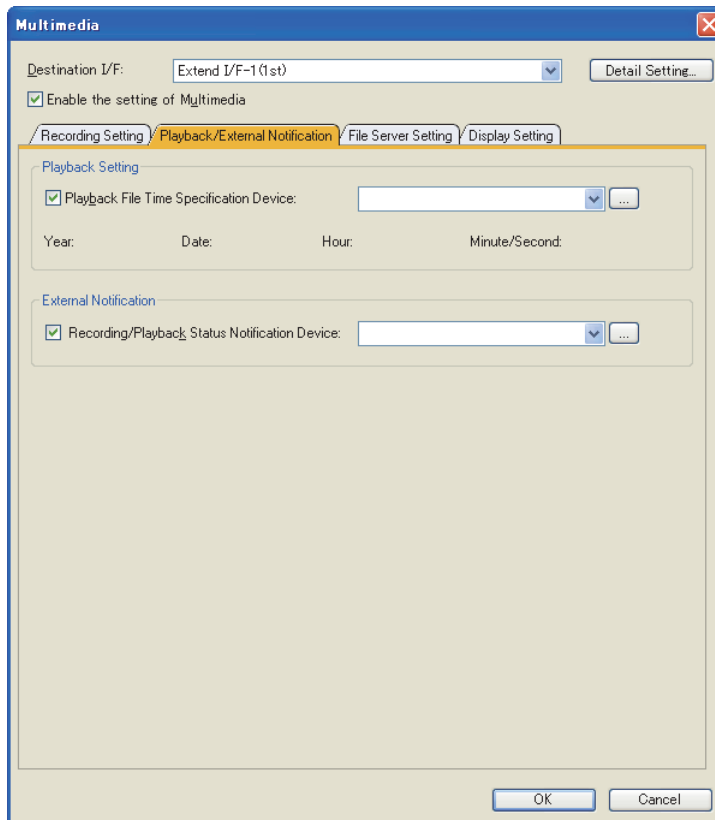 Multimedia
Destination I/F: Extend I/F-1(1st) Detail Setting...
Enable the setting of Multimedia
Recording Setting Playback/External Notification File Server Setting Display Setting
Playback Setting
Playback File Time Specification Device: ...
Year: Date: Hour: Minute/Second:
External Notification
Recording/Playback Status Notification Device: ...
OK Cancel